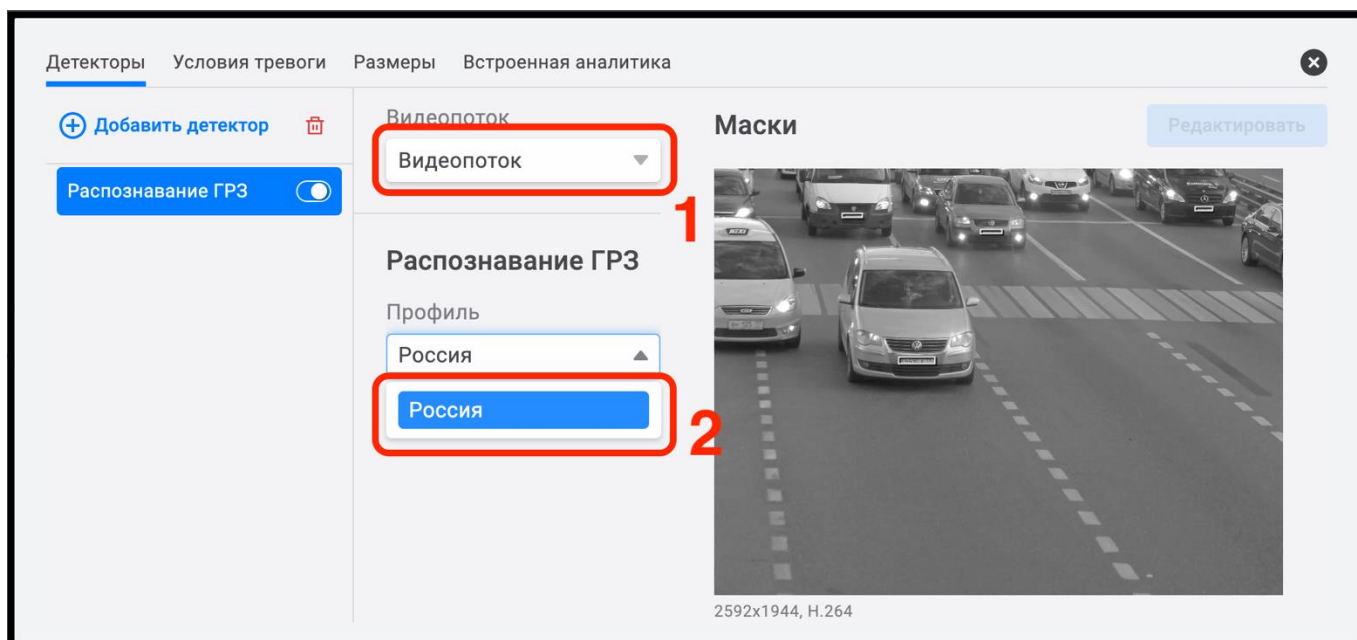 Детекторы Условия тревоги Размеры Встроенная аналитика
Добавить детектор
Распознавание ГРЗ
Видеопоток
Видеопоток
1
Распознавание ГРЗ
Профиль
Россия
Россия
2
Маски
Редактировать
2592x1944, H.264